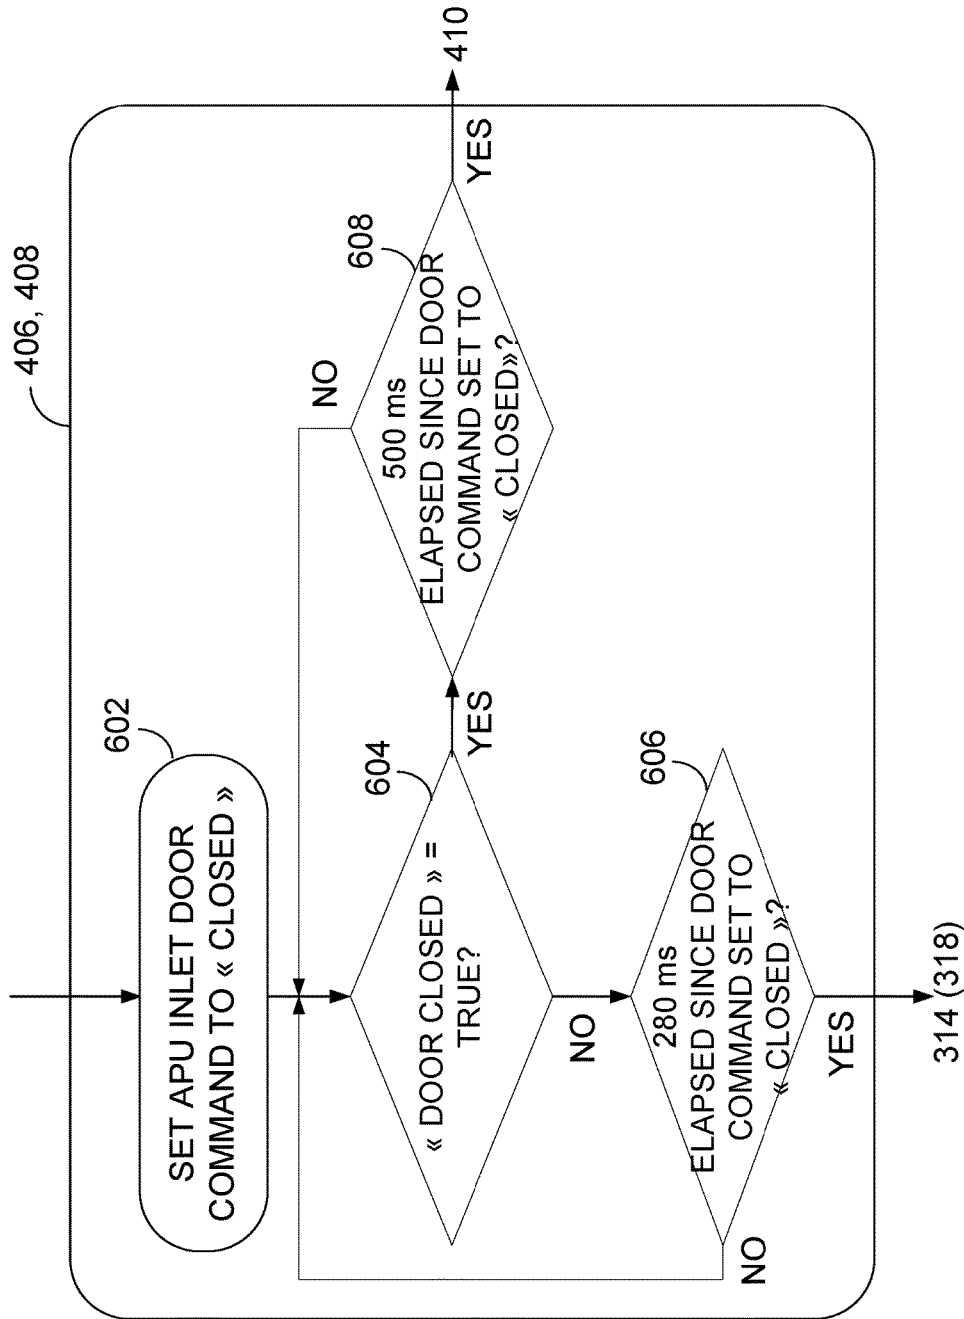 406, 408
602
SET APU INLET DOOR
COMMAND TO « CLOSED »
604
« DOOR CLOSED » =
TRUE?
YES
NO
608
500 ms
ELAPSED SINCE DOOR
COMMAND SET TO
« CLOSED»?
NO
YES
410
606
280 ms
ELAPSED SINCE DOOR
COMMAND SET TO
« CLOSED »?
NO
YES
314 (318)